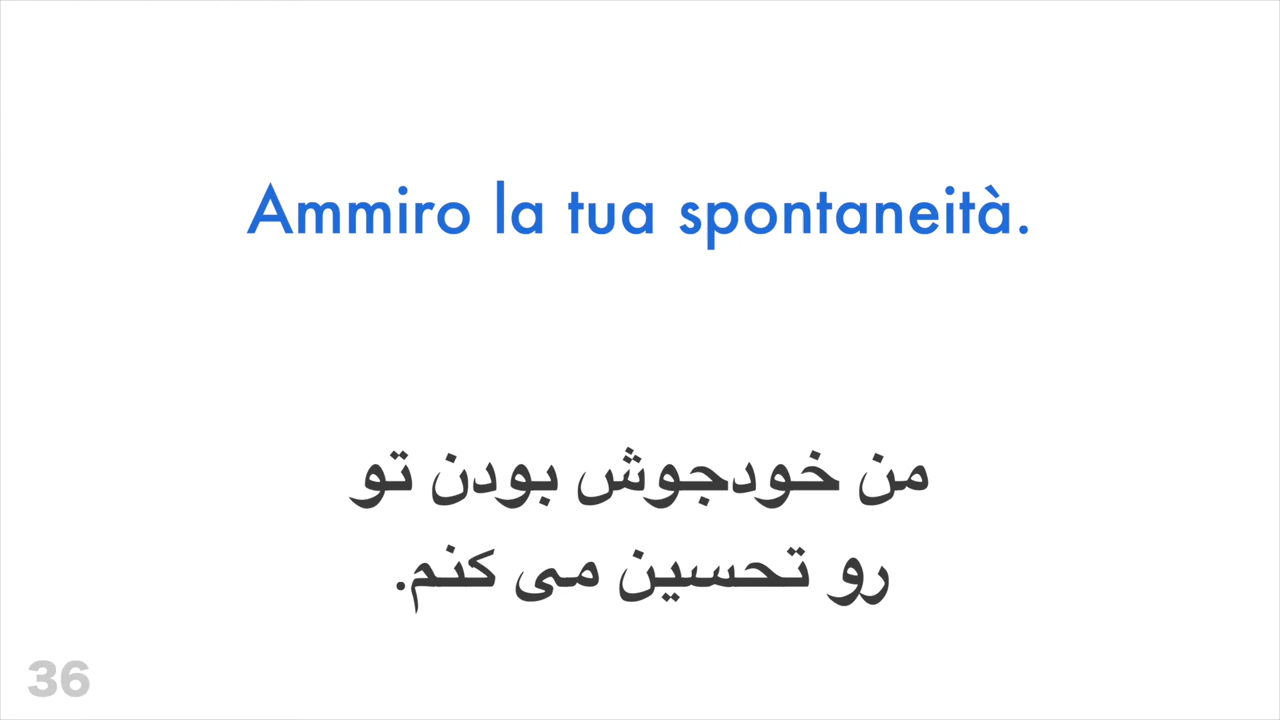 Ammiro la tua spontaneità.
من خودجوش بودن تو
رو تحسین می کنم.
36